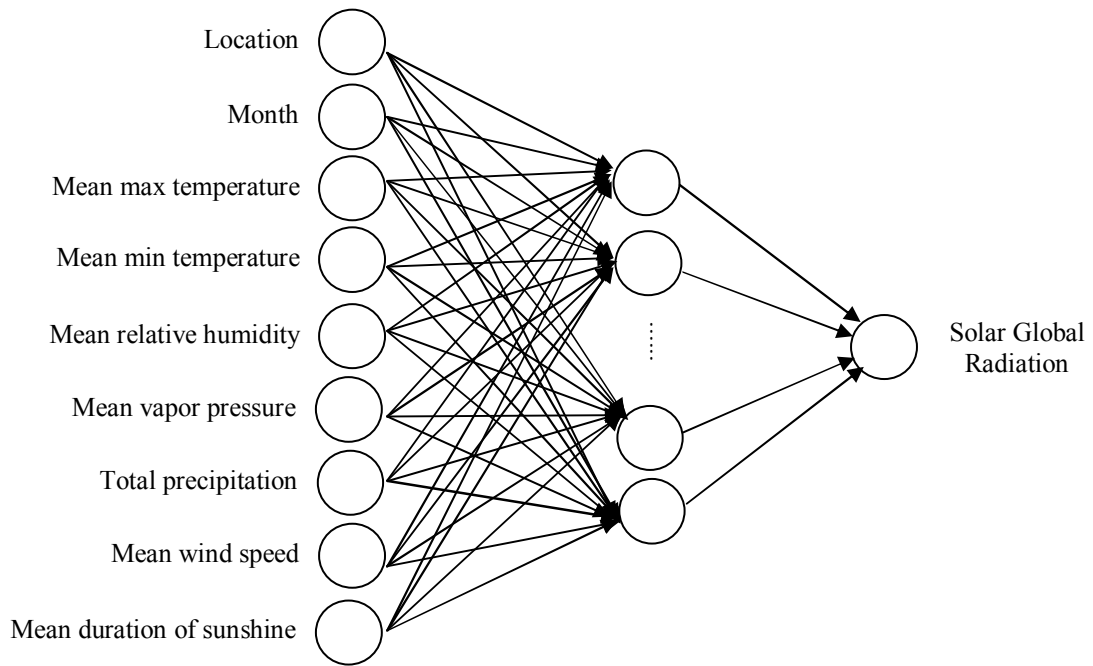 Location
Month
Mean max temperature
Mean min temperature
Mean relative humidity
Mean vapor pressure
Total precipitation
Mean wind speed
Mean duration of sunshine
Solar Global
Radiation